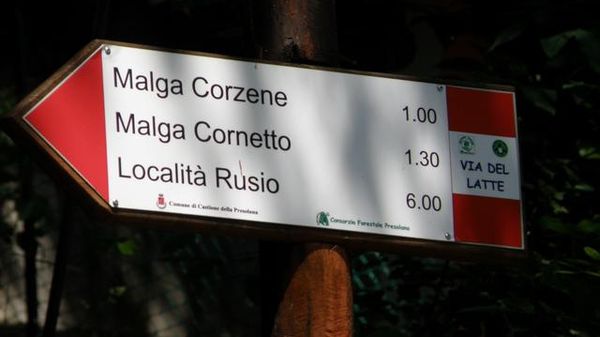 Malga Corzene 1.00
Malga Cornetto 1.30
Località Rusio 6.00
VIA DEL
LATTE
Comune di Castione della Presolana
Consorzio Forestale Presolana